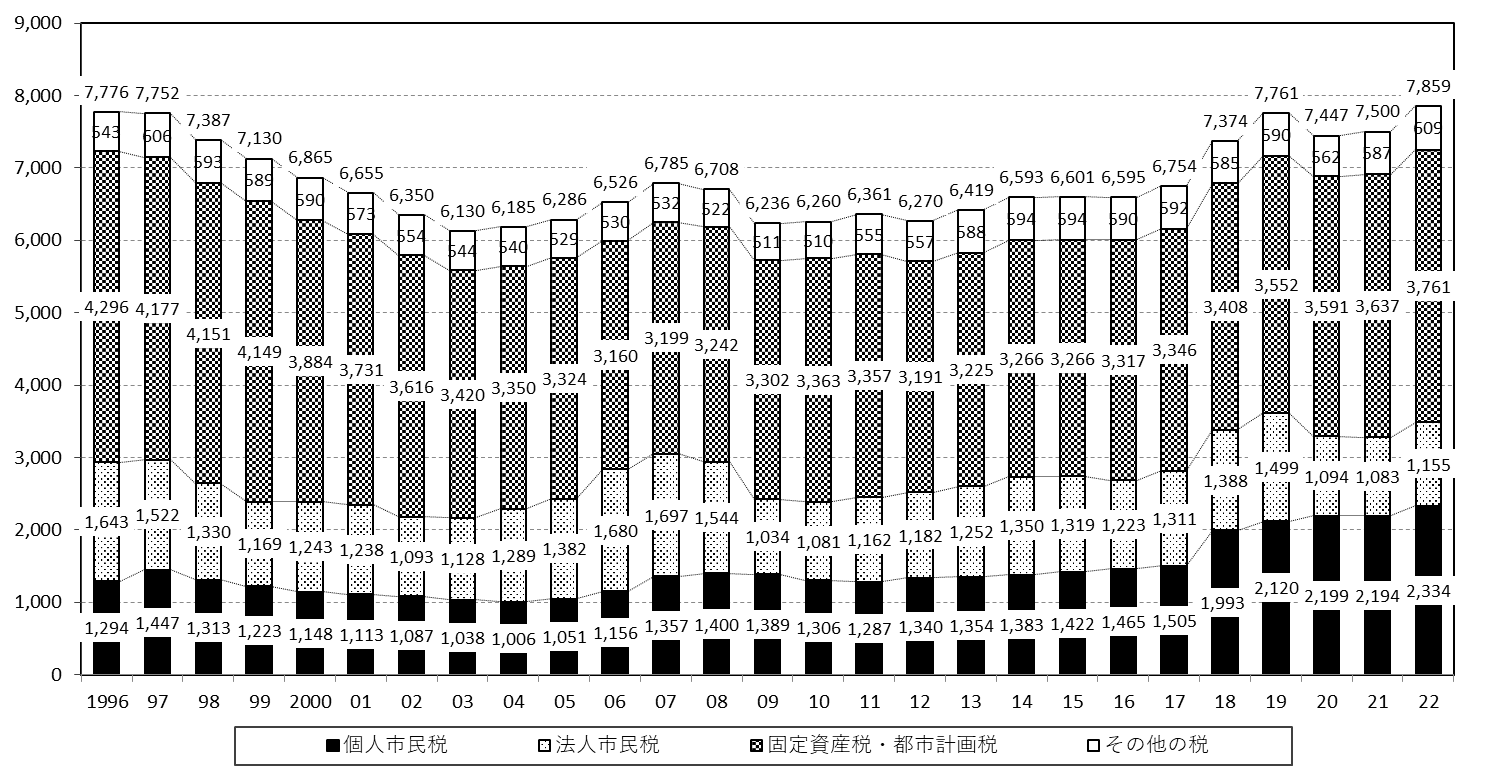 9,000
8,000
7,000
6,000
5,000
4,000
3,000
2,000
1,000
0
7,776 7,752 7,387 7,130 6,865 6,655 6,350 6,130 6,185 6,286 6,526 6,785 6,708 6,236 6,260 6,361 6,270 6,419 6,593 6,601 6,595 6,754 7,374 7,761 7,447 7,500 7,859
543 606 593 589 590 573 554 544 540 529 530 532 522 511 510 555 557 588 594 594 590 592 585 590 562 587 609
4,296 4,177 4,151 4,149 3,884 3,731 3,616 3,420 3,350 3,324 3,160 3,199 3,242 3,302 3,363 3,357 3,191 3,225 3,266 3,266 3,317 3,346 3,408 3,552 3,591 3,637 3,761
1,643 1,522 1,330 1,169 1,243 1,238 1,093 1,128 1,289 1,382 1,680 1,697 1,544 1,034 1,081 1,162 1,182 1,252 1,350 1,319 1,223 1,311 1,388 1,499 1,094 1,083 1,155
1,294 1,447 1,313 1,223 1,148 1,113 1,087 1,038 1,006 1,051 1,156 1,357 1,400 1,389 1,306 1,287 1,340 1,354 1,383 1,422 1,465 1,505 1,993 2,120 2,199 2,194 2,334
1996 97 98 99 2000 01 02 03 04 05 06 07 08 09 10 11 12 13 14 15 16 17 18 19 20 21 22
個人市民税 法人市民税 固定資産税・都市計画税 その他の税